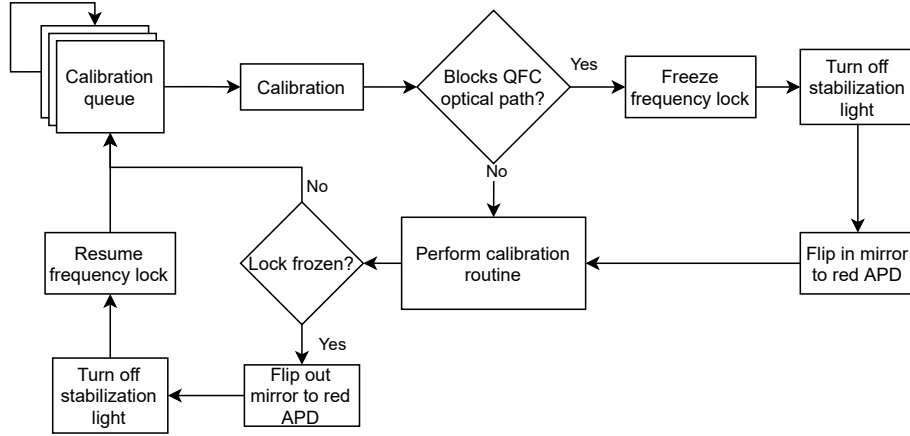 Calibration
queue
Calibration
Blocks QFC
optical path?
Yes
Freeze
frequency lock
Turn off
stabilization
light
No
Flip in mirror
to red APD
Perform calibration
routine
Lock frozen?
No
Yes
Flip out
mirror to red
APD
Turn off
stabilization
light
Resume
frequency lock